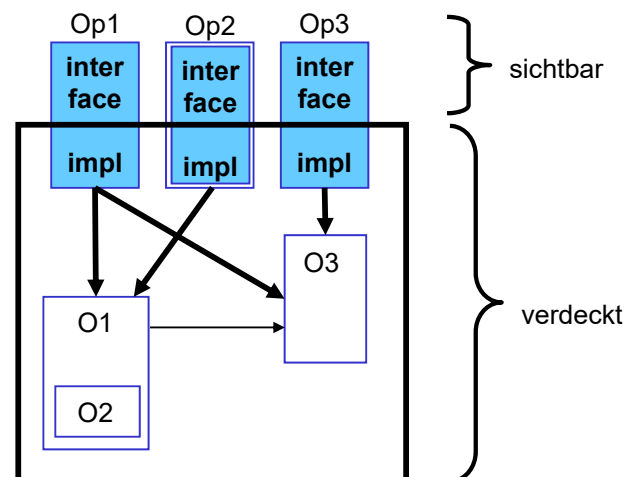 Op1 Op2 Op3
inter inter inter
face face face
sichtbar
impl impl impl
O3
O1
verdeckt
O2